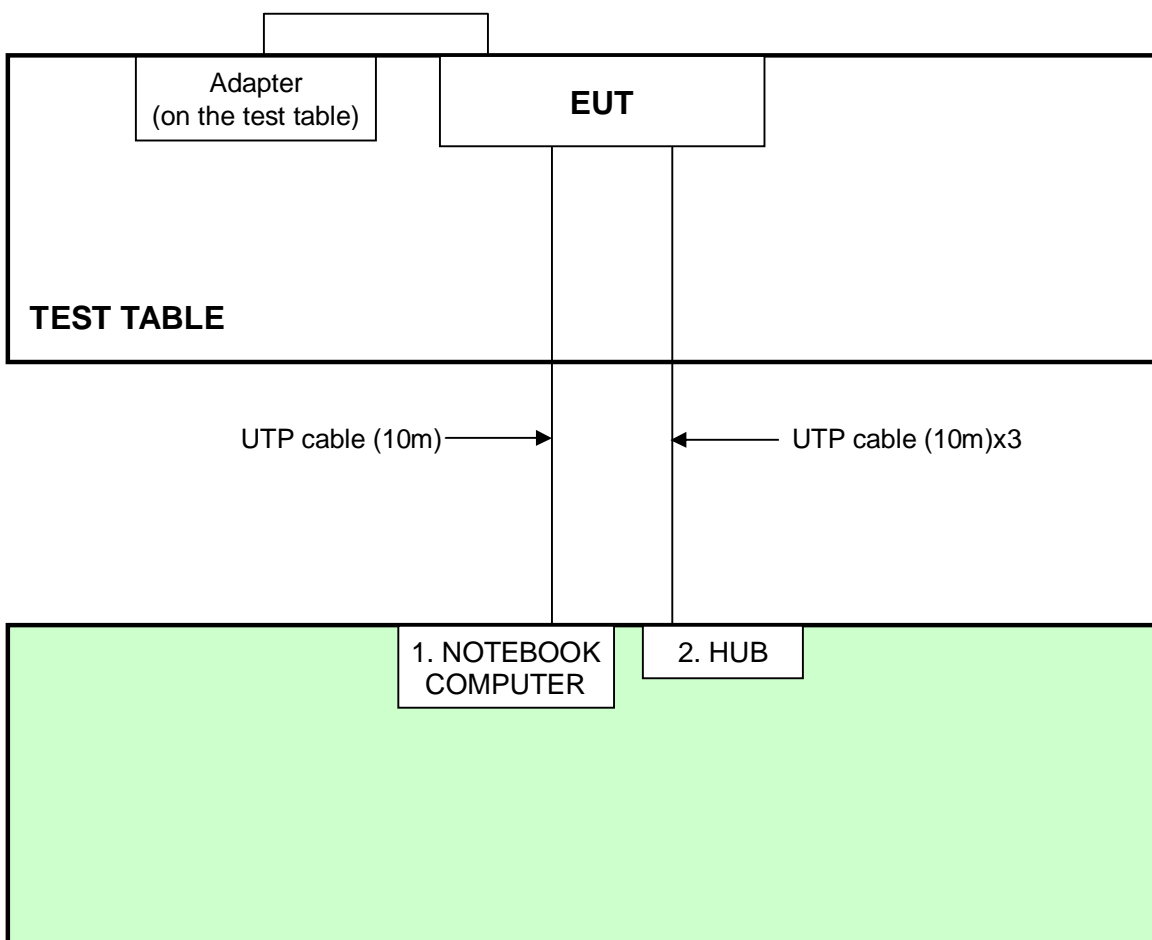 Adapter
(on the test table)
EUT
TEST TABLE
UTP cable (10m)
UTP cable (10m)x3
1. NOTEBOOK
COMPUTER
2. HUB